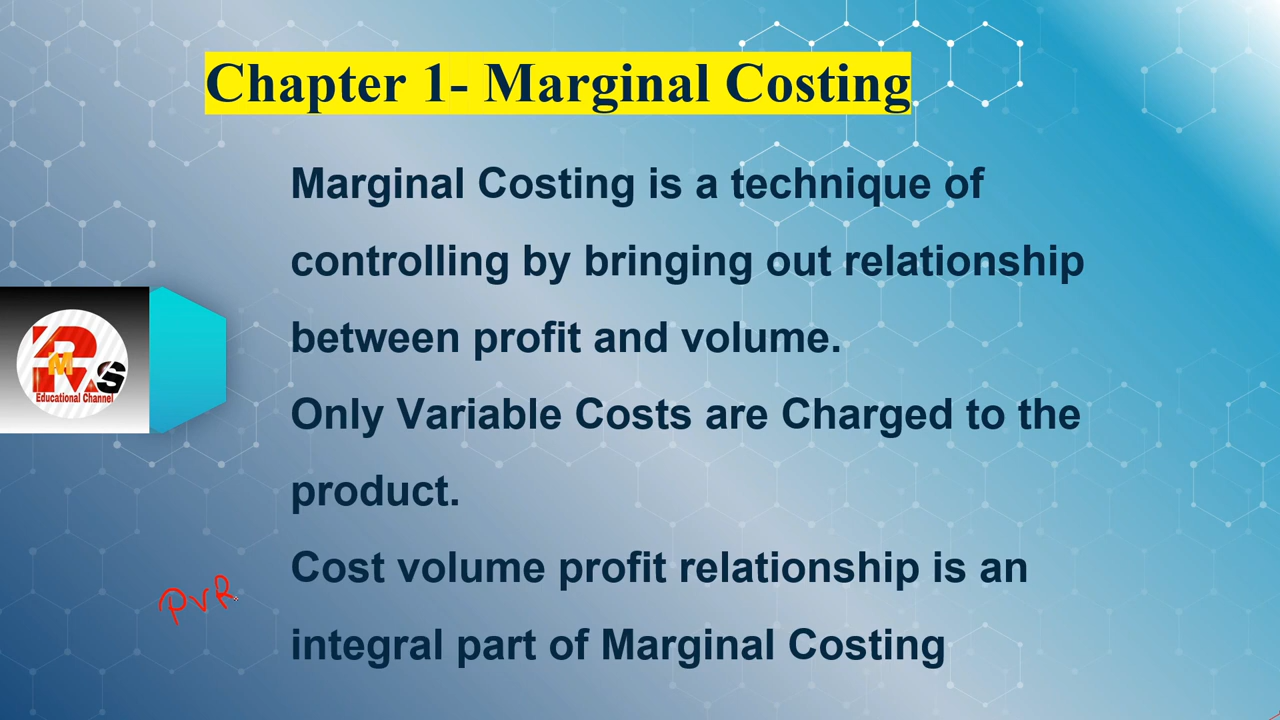 Chapter 1- Marginal Costing
Marginal Costing is a technique of
controlling by bringing out relationship
between profit and volume.
Only Variable Costs are Charged to the
product.
M
S
Educational Channel
Cost volume profit relationship is an
PVR
integral part of Marginal Costing